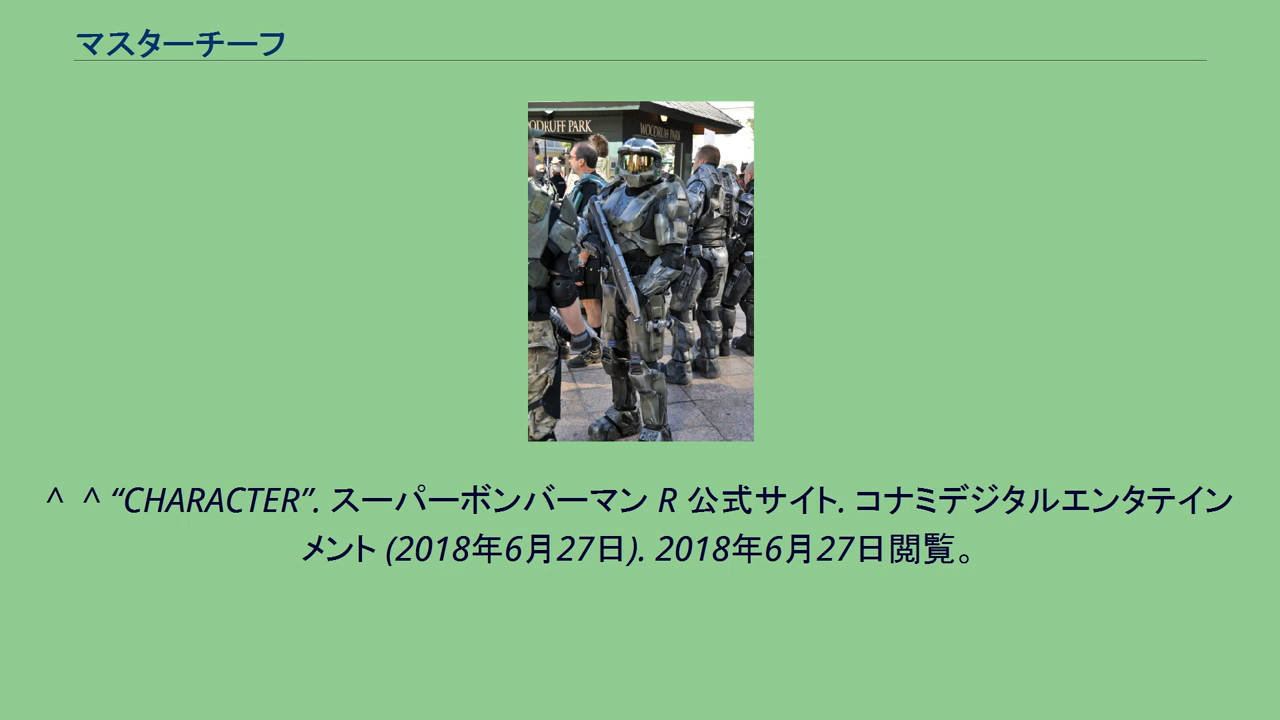 マスターチーフ
ODRUFF PARK
WOODRUFF PARK
^ ^ “CHARACTER”. スーパーボンバーマン R 公式サイト. コナミデジタルエンタテイン
メント (2018年6月27日). 2018年6月27日閲覧。